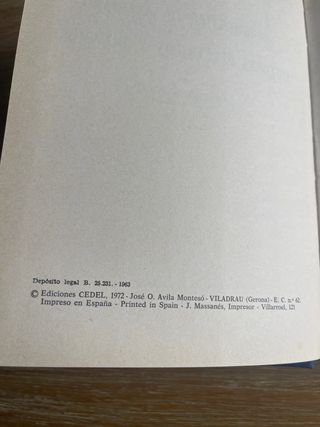 Depósito legal B. 25.231. - 1963
© Ediciones CEDEL, 1972 - José O. Avila Montesó - VILADRAU (Gerona) - E. C. n.º 62.
Impreso en España - Printed in Spain - J. Massanés, Impresor - Villarroel, 121